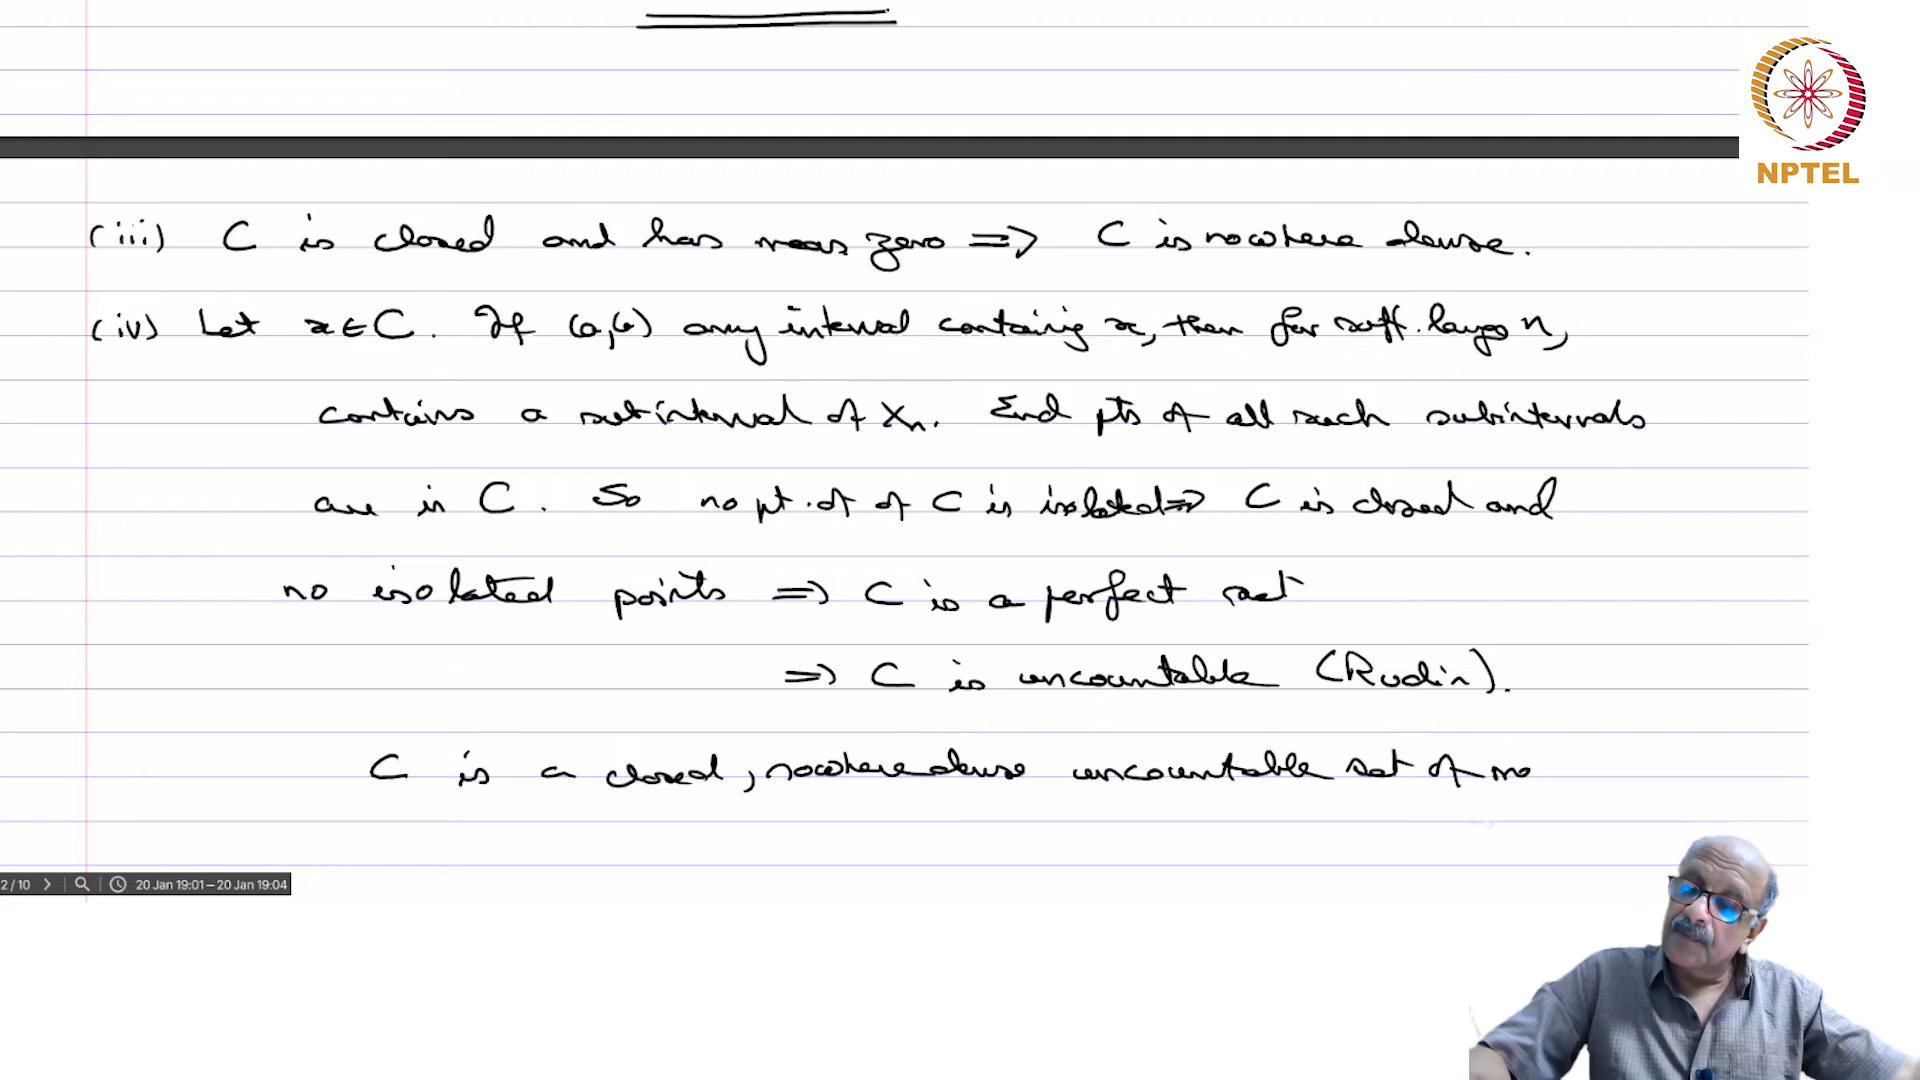 NPTEL
(iii) C is closed and has meas zero => C is nowhere dense.
(iv) Let x ∈ C. If (a,b) any interval containing x, then for suff. large n,
contains a subinterval of Xn. End pts of all such subintervals
are in C. So no pt. of of C is isolated => C is closed and
no isolated points => C is a perfect set
=> C is uncountable (Rudin).
C is a closed, nowhere dense uncountable set of me
2/10 20 Jan 19:01 – 20 Jan 19:04